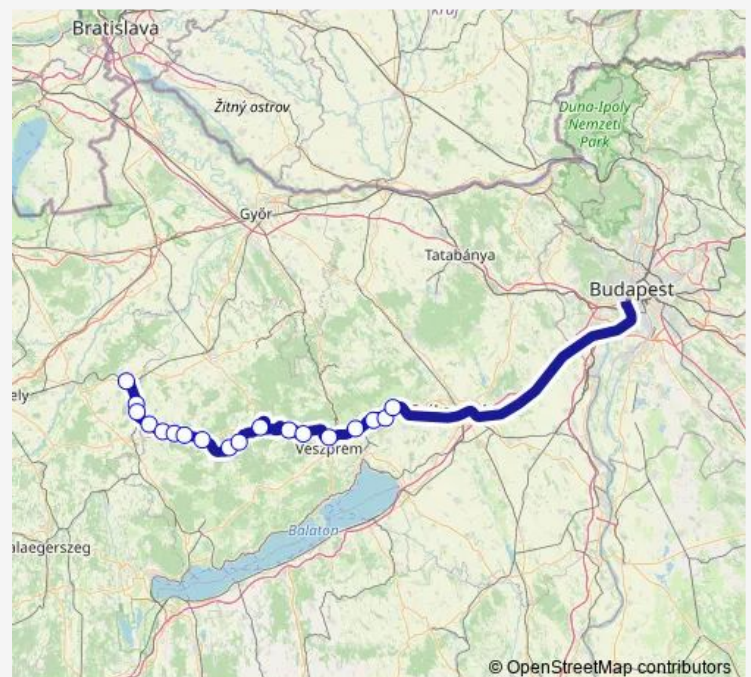 kraj
Bratislava
Žitný ostrov
Duna-Ipoly
Nemzeti
Park
Győr
Tatabánya
Budapest
ely
Veszprém
Balaton
alaegerszeg
© OpenStreetMap contributors